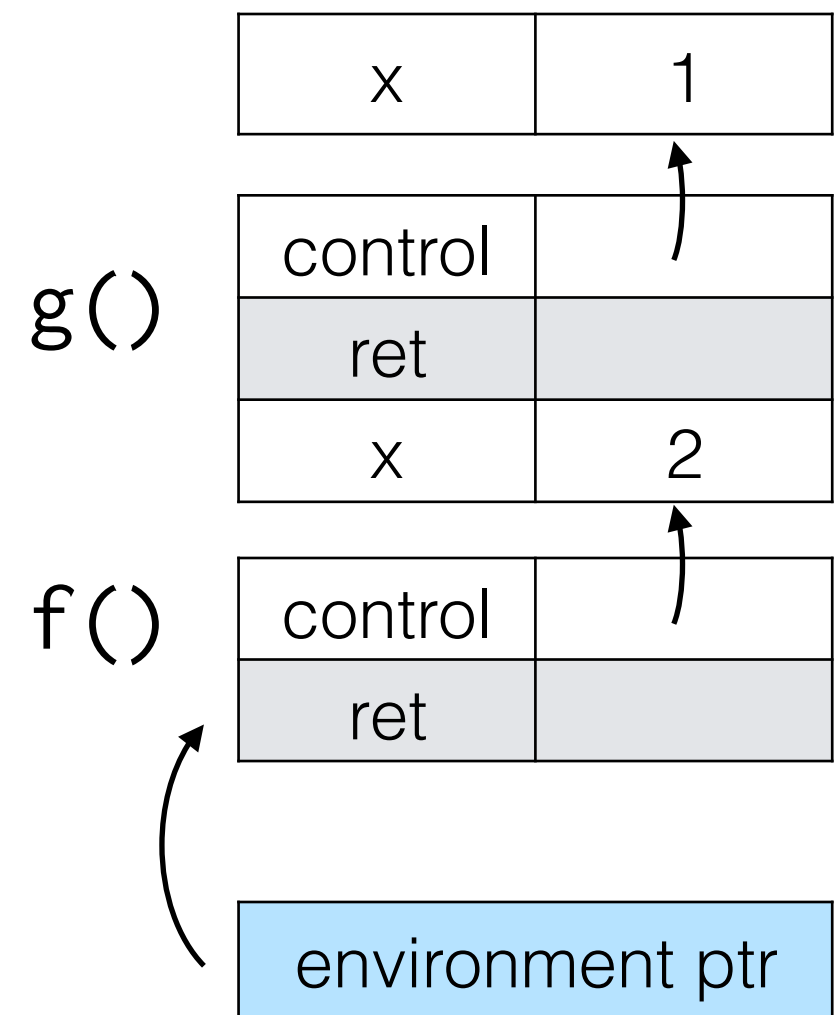 x 1
g()
control
ret
x 2
f()
control
ret
environment ptr